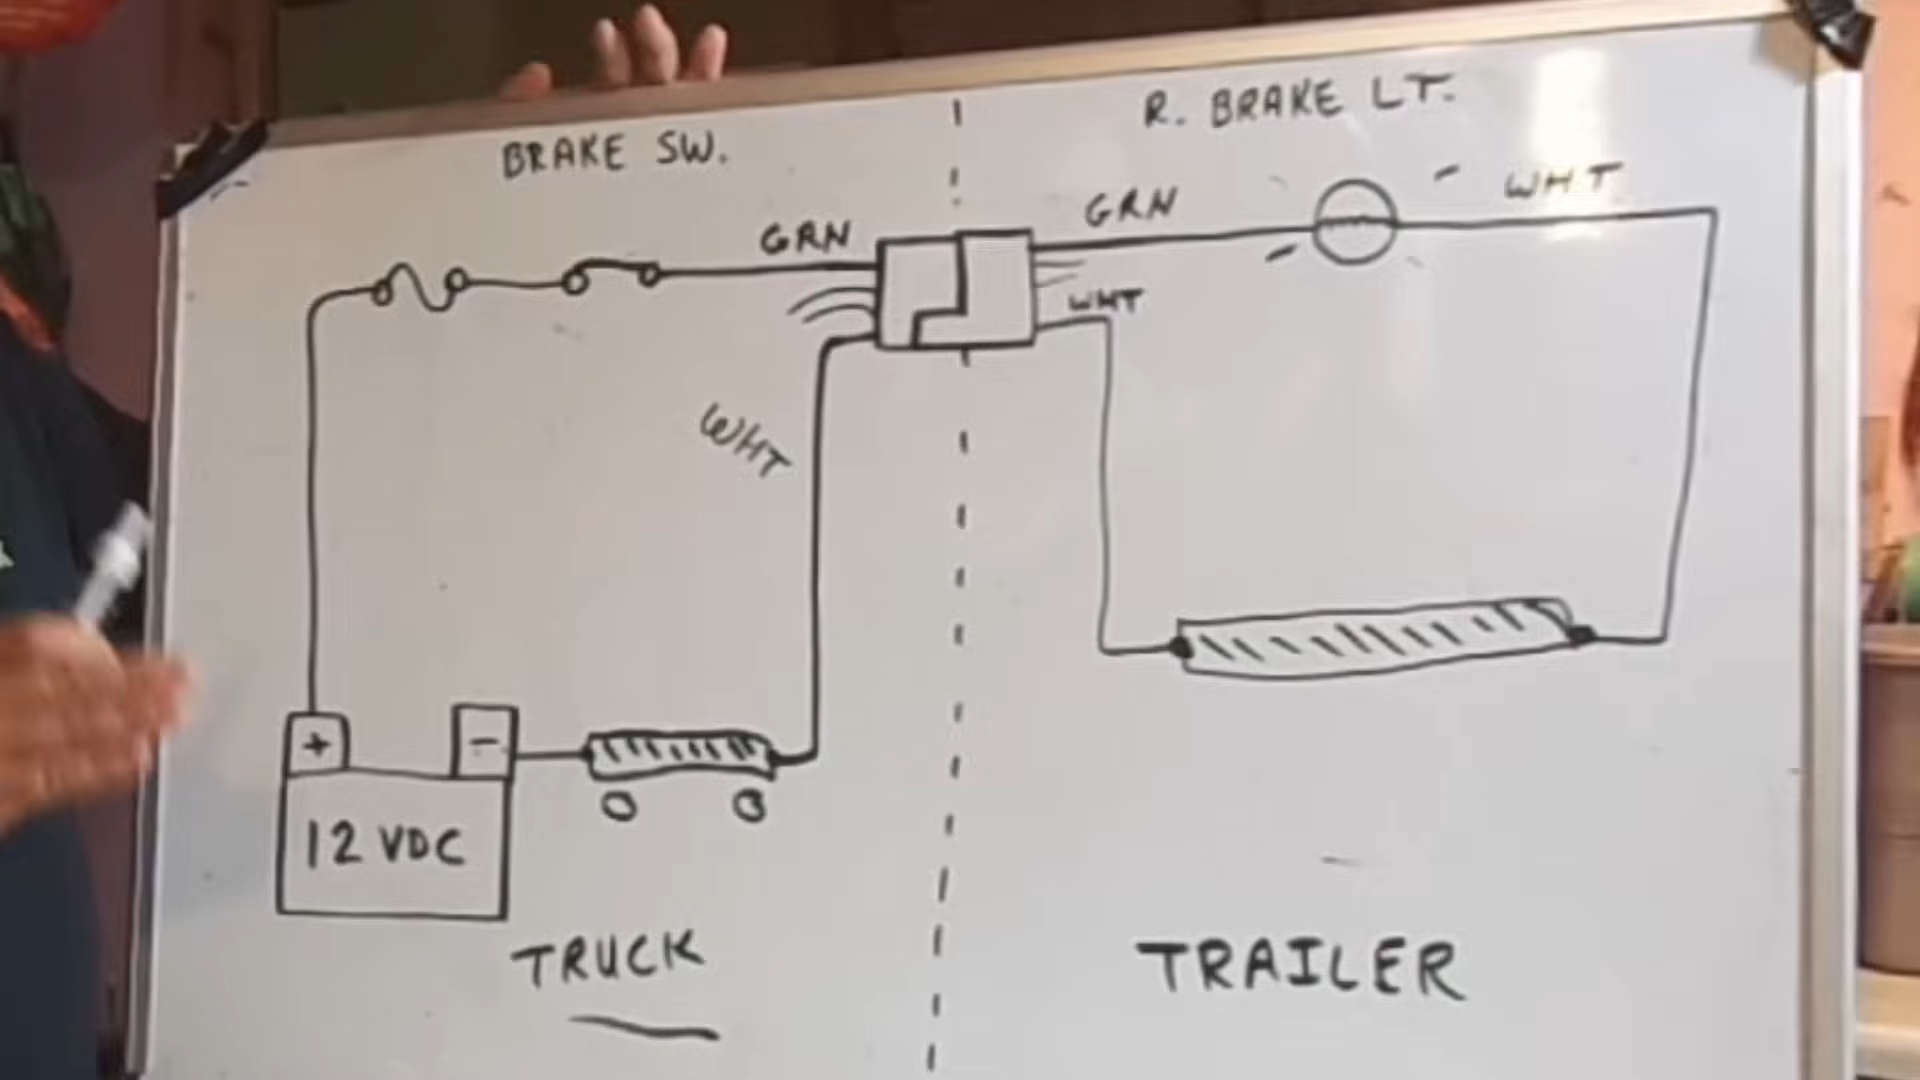 R. BRAKE LT.
BRAKE SW.
WHT
GRN
GRN
WHT
WHT
+
-
12 VDC
TRUCK
TRAILER